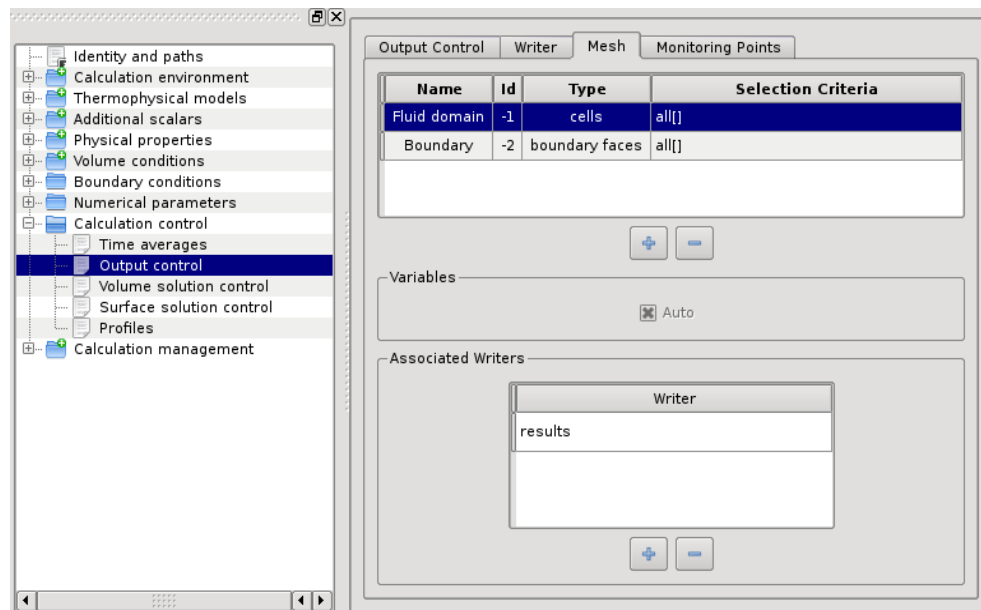 Identity and paths
Calculation environment
Thermophysical models
Additional scalars
Physical properties
Volume conditions
Boundary conditions
Numerical parameters
Calculation control
Time averages
Output control
Volume solution control
Surface solution control
Profiles
Calculation management
Output Control Writer Mesh Monitoring Points
Name Id Type Selection Criteria
Fluid domain -1 cells all[]
Boundary -2 boundary faces all[]
Variables
Auto
Associated Writers
Writer
results